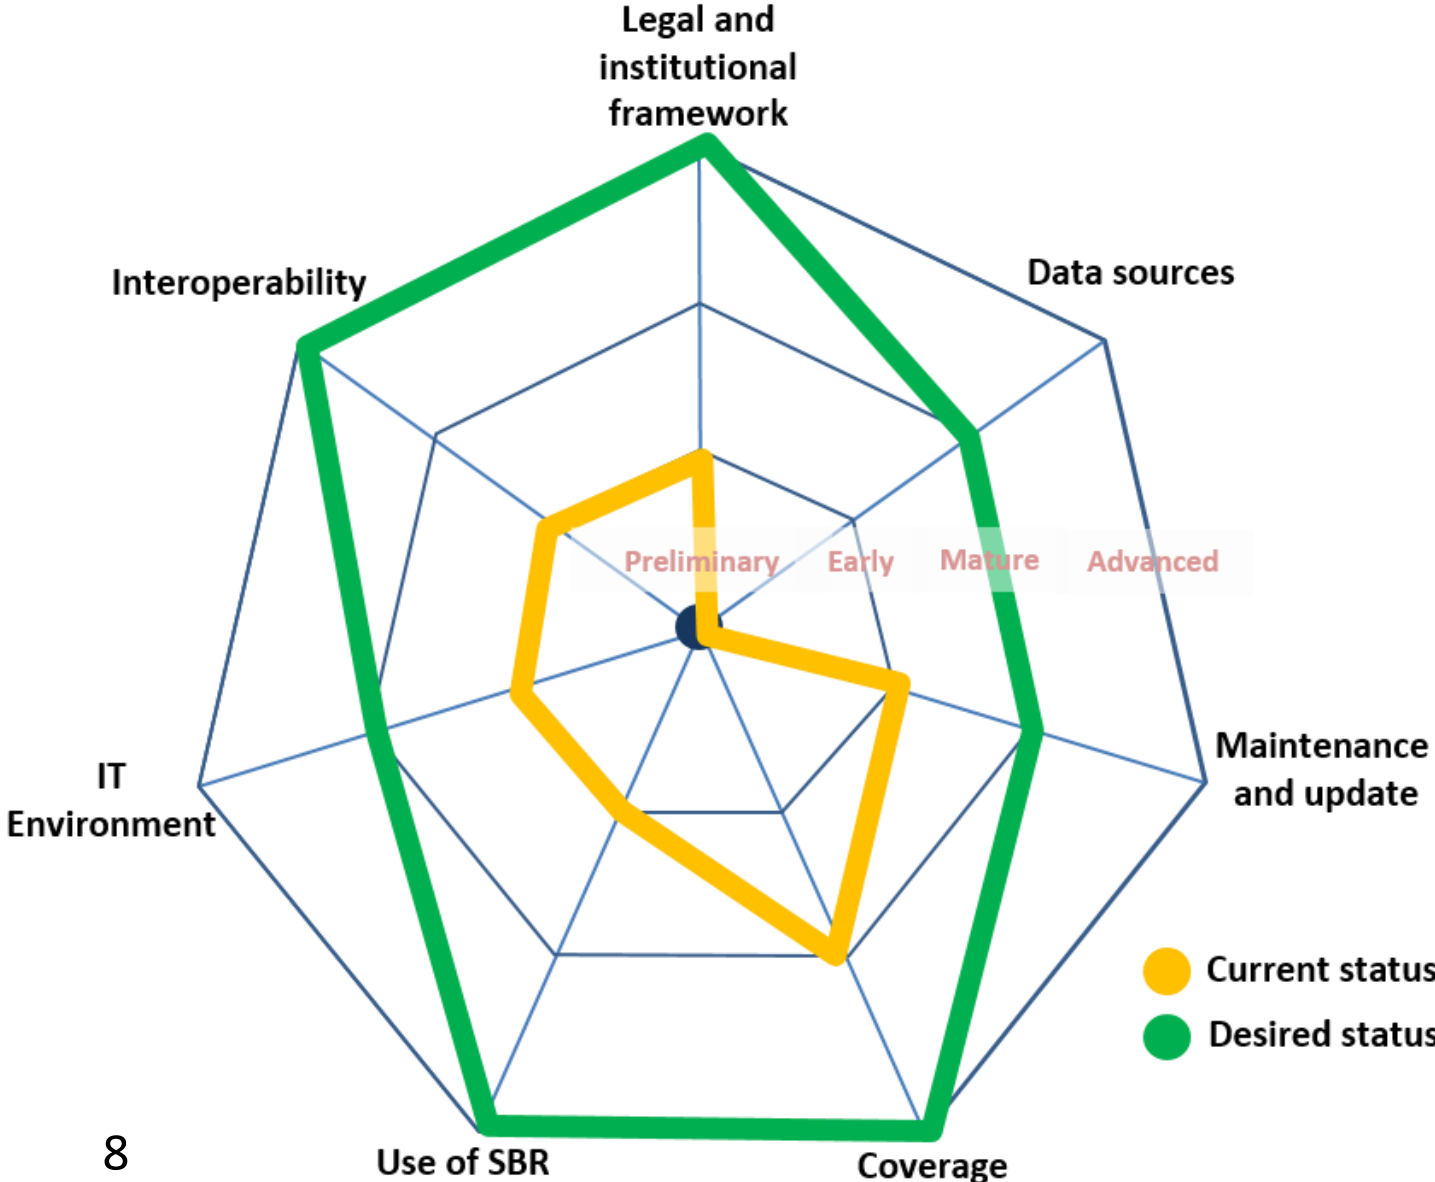 Legal and
institutional
framework
Interoperability
Data sources
Preliminary Early Mature Advanced
IT
Environment
Maintenance
and update
Current status
Desired status
Use of SBR
Coverage
8